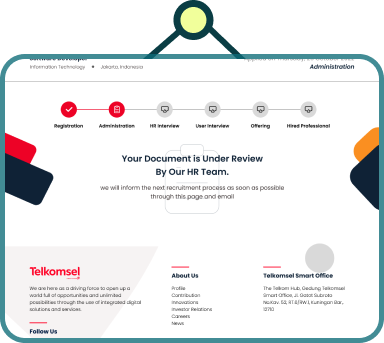 Information Technology • Jakarta, Indonesia
Administration
Registration
Administration
HR Interview
User Interview
Offering
Hired Professional
Your Document is Under Review
By Our HR Team.
we will inform the next recruitment process as soon as possible
through this page and email
Telkomsel
We are here as a driving force to open up a
world full of opportunities and unlimited
possibilities through the use of integrated digital
solutions and services.
Follow Us
About Us
Profile
Contribution
Innovations
Investor Relations
Careers
News
Telkomsel Smart Office
The Telkom Hub, Gedung Telkomsel
Smart Office, Jl. Gatot Subroto
No.Kav. 52, RT.6/RW.1, Kuningan Bar.,
12710